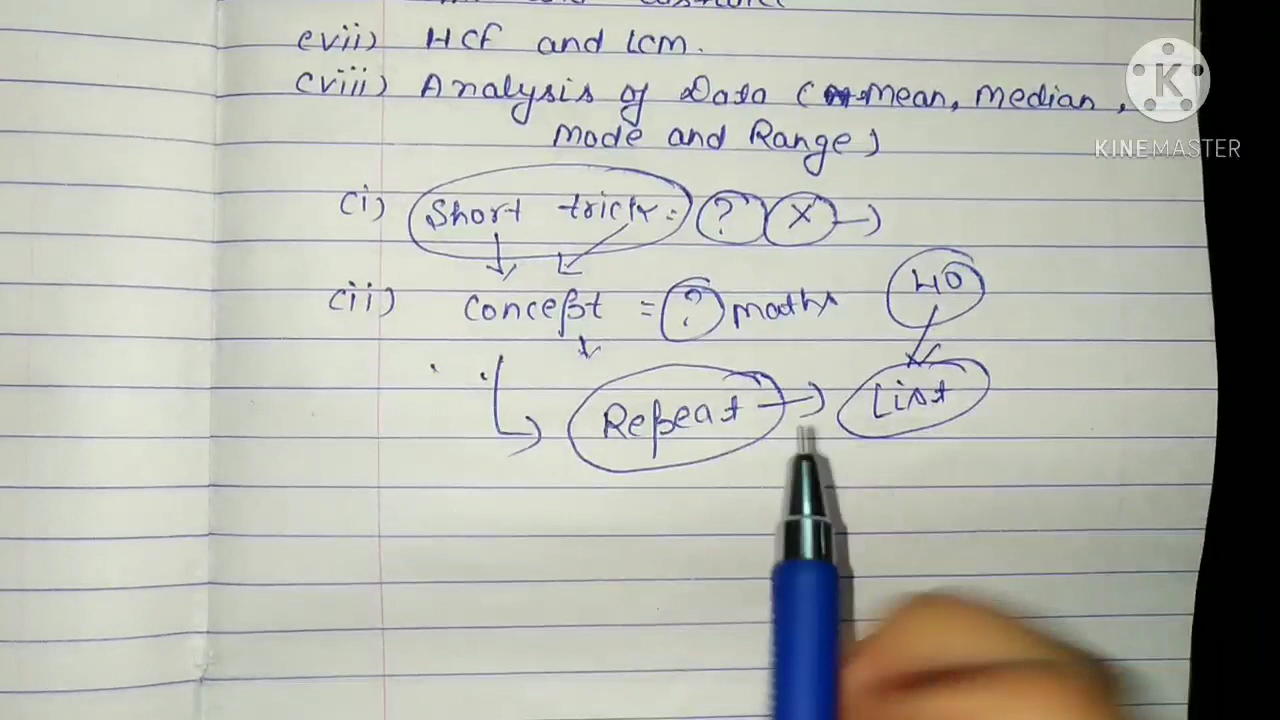 (vii) HCF and LCM.
(viii) Analysis of Data (Mean, Median,
Mode and Range)
K
KINEMASTER
(i) Short trick = ? X →
(ii) Concept = ? maths 40
Repeat → List